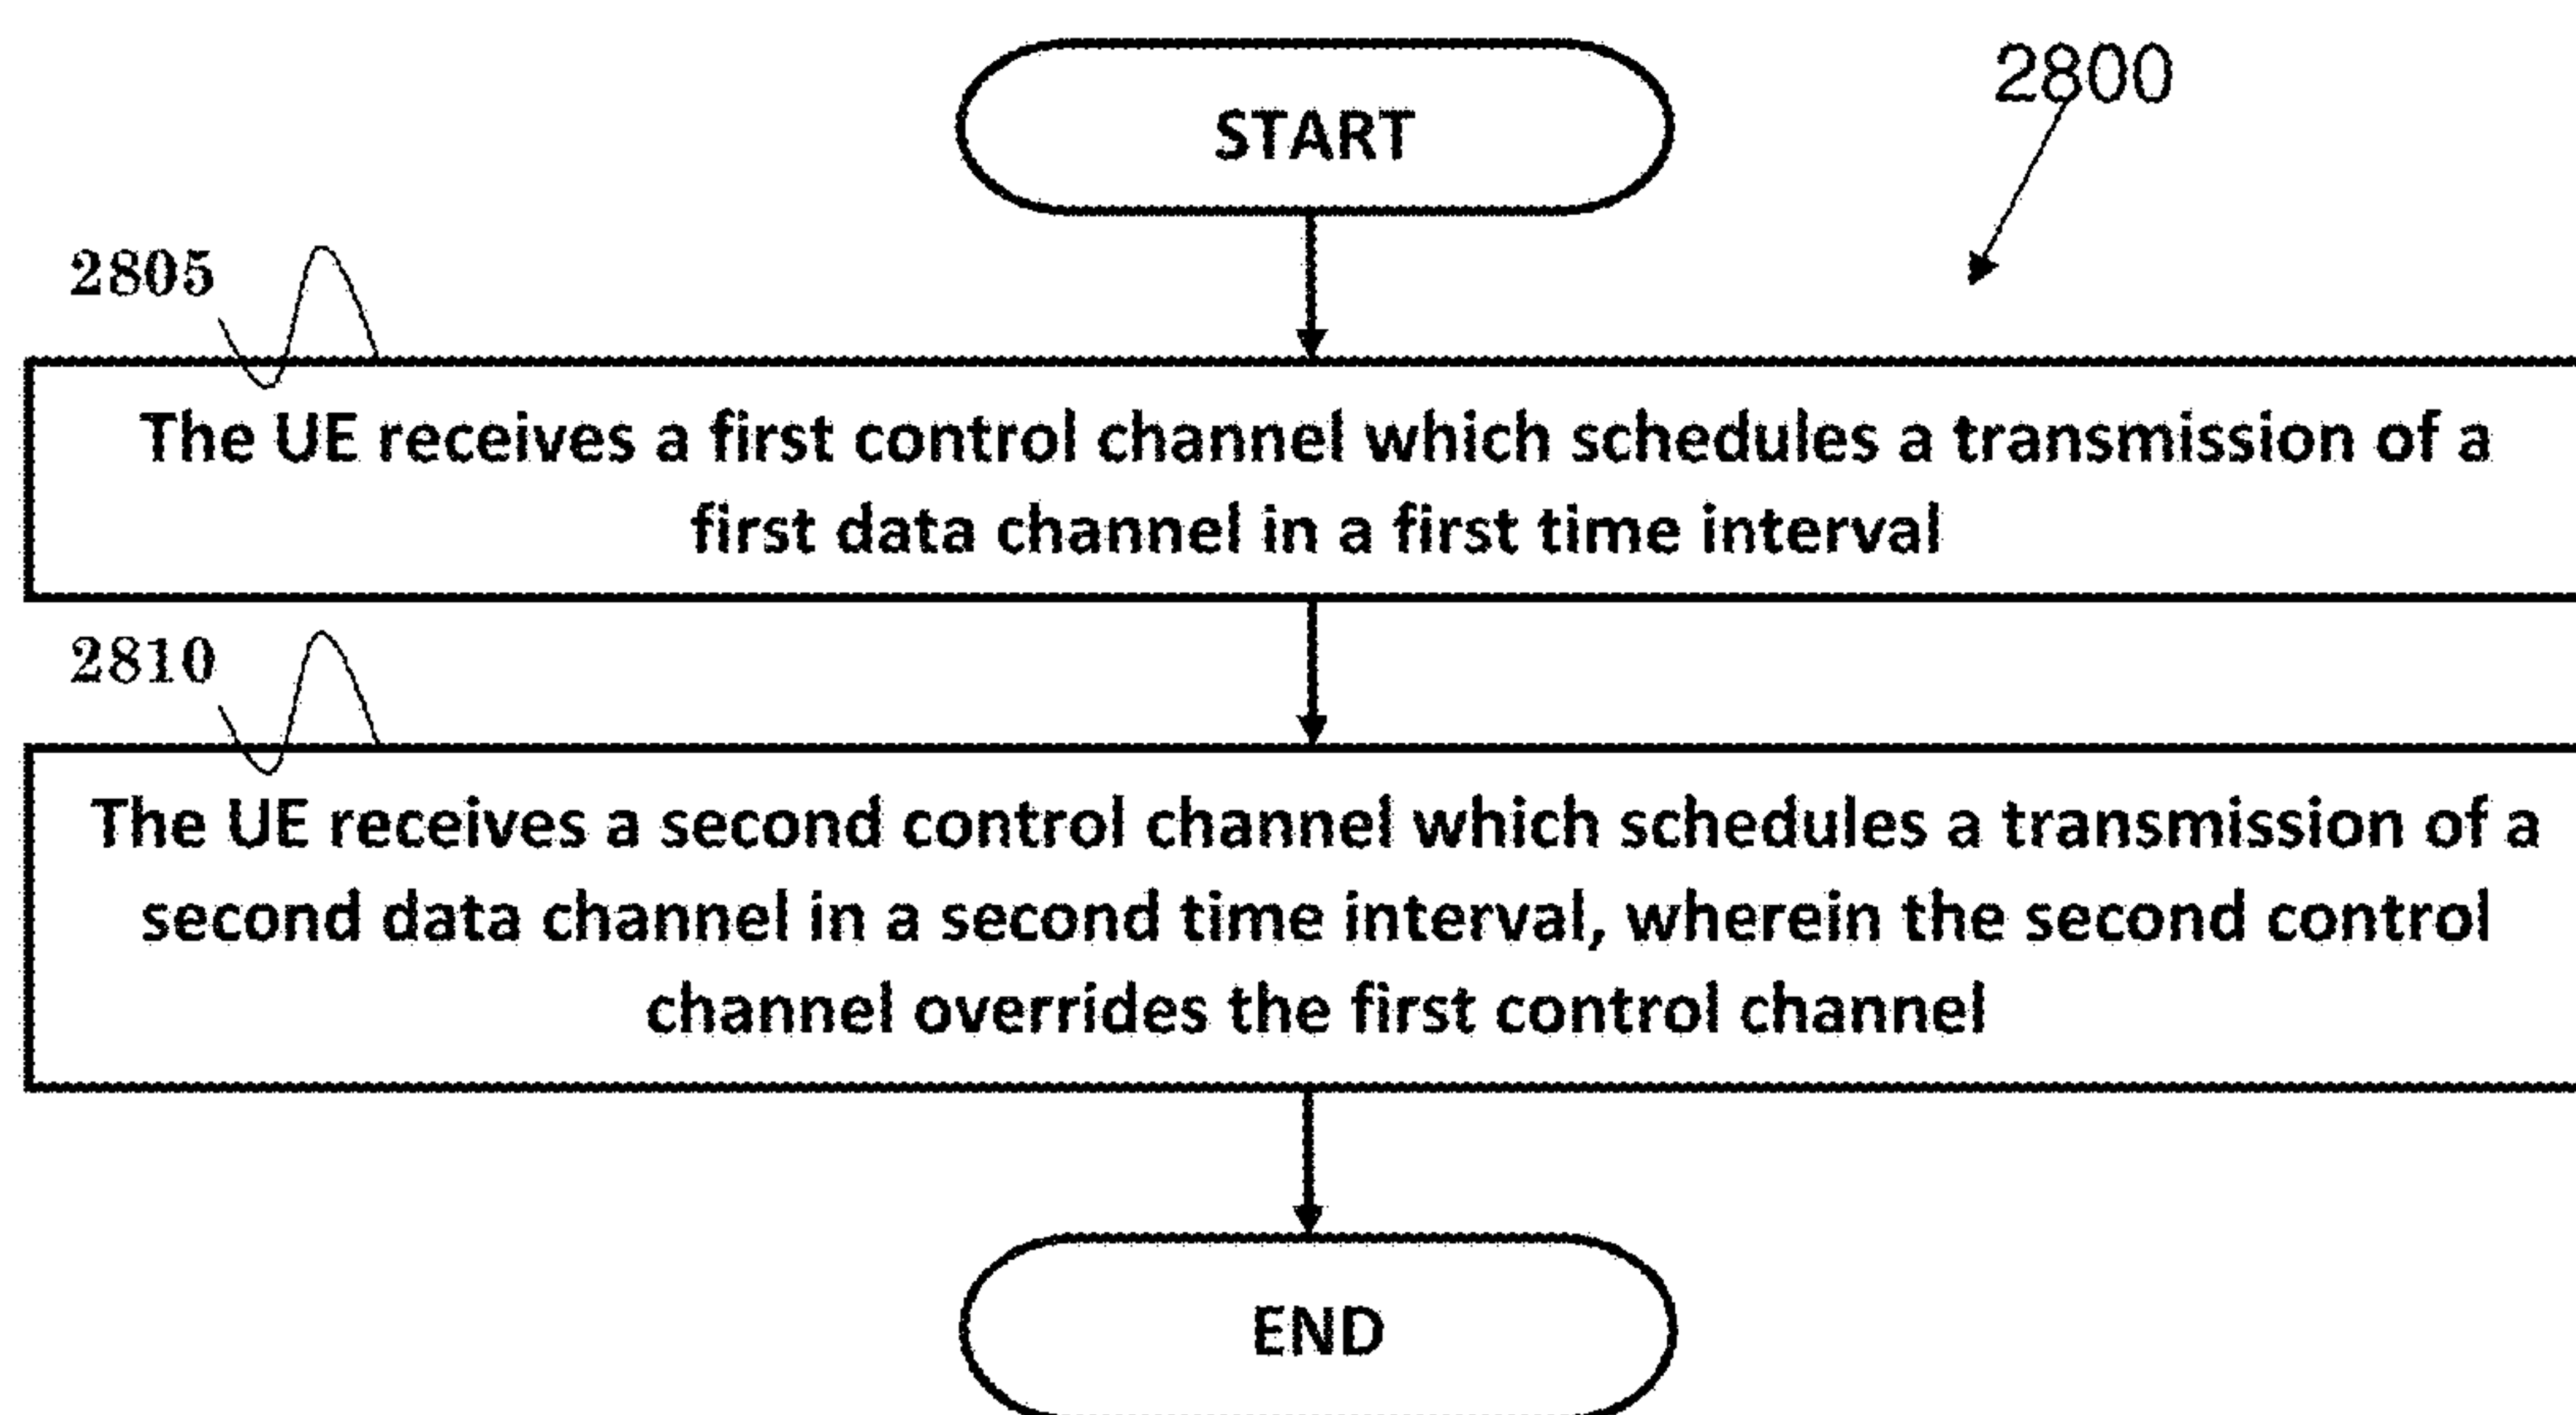 START
2800
2805
The UE receives a first control channel which schedules a transmission of a
first data channel in a first time interval
2810
The UE receives a second control channel which schedules a transmission of a
second data channel in a second time interval, wherein the second control
channel overrides the first control channel
END